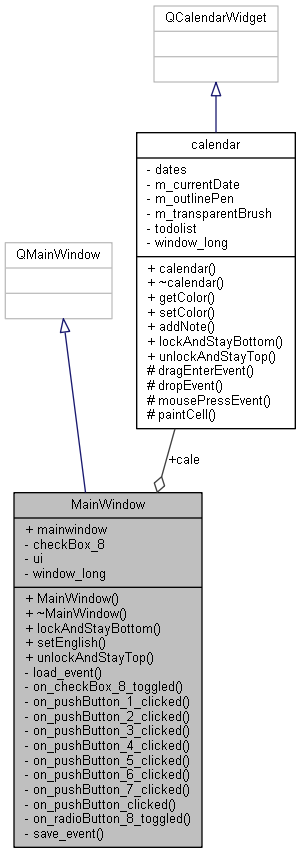 QCalendarWidget
calendar
- dates
- m_currentDate
- m_outlinePen
- m_transparentBrush
- todolist
- window_long
+ calendar()
+ ~calendar()
+ getColor()
+ setColor()
+ addNote()
+ lockAndStayBottom()
+ unlockAndStayTop()
# dragEnterEvent()
# dropEvent()
# mousePressEvent()
# paintCell()
QMainWindow
+cale
MainWindow
+ mainwindow
- checkBox_8
- ui
- window_long
+ MainWindow()
+ ~MainWindow()
+ lockAndStayBottom()
+ setEnglish()
+ unlockAndStayTop()
- load_event()
- on_checkBox_8_toggled()
- on_pushButton_1_clicked()
- on_pushButton_2_clicked()
- on_pushButton_3_clicked()
- on_pushButton_4_clicked()
- on_pushButton_5_clicked()
- on_pushButton_6_clicked()
- on_pushButton_7_clicked()
- on_pushButton_clicked()
- on_radioButton_8_toggled()
- save_event()